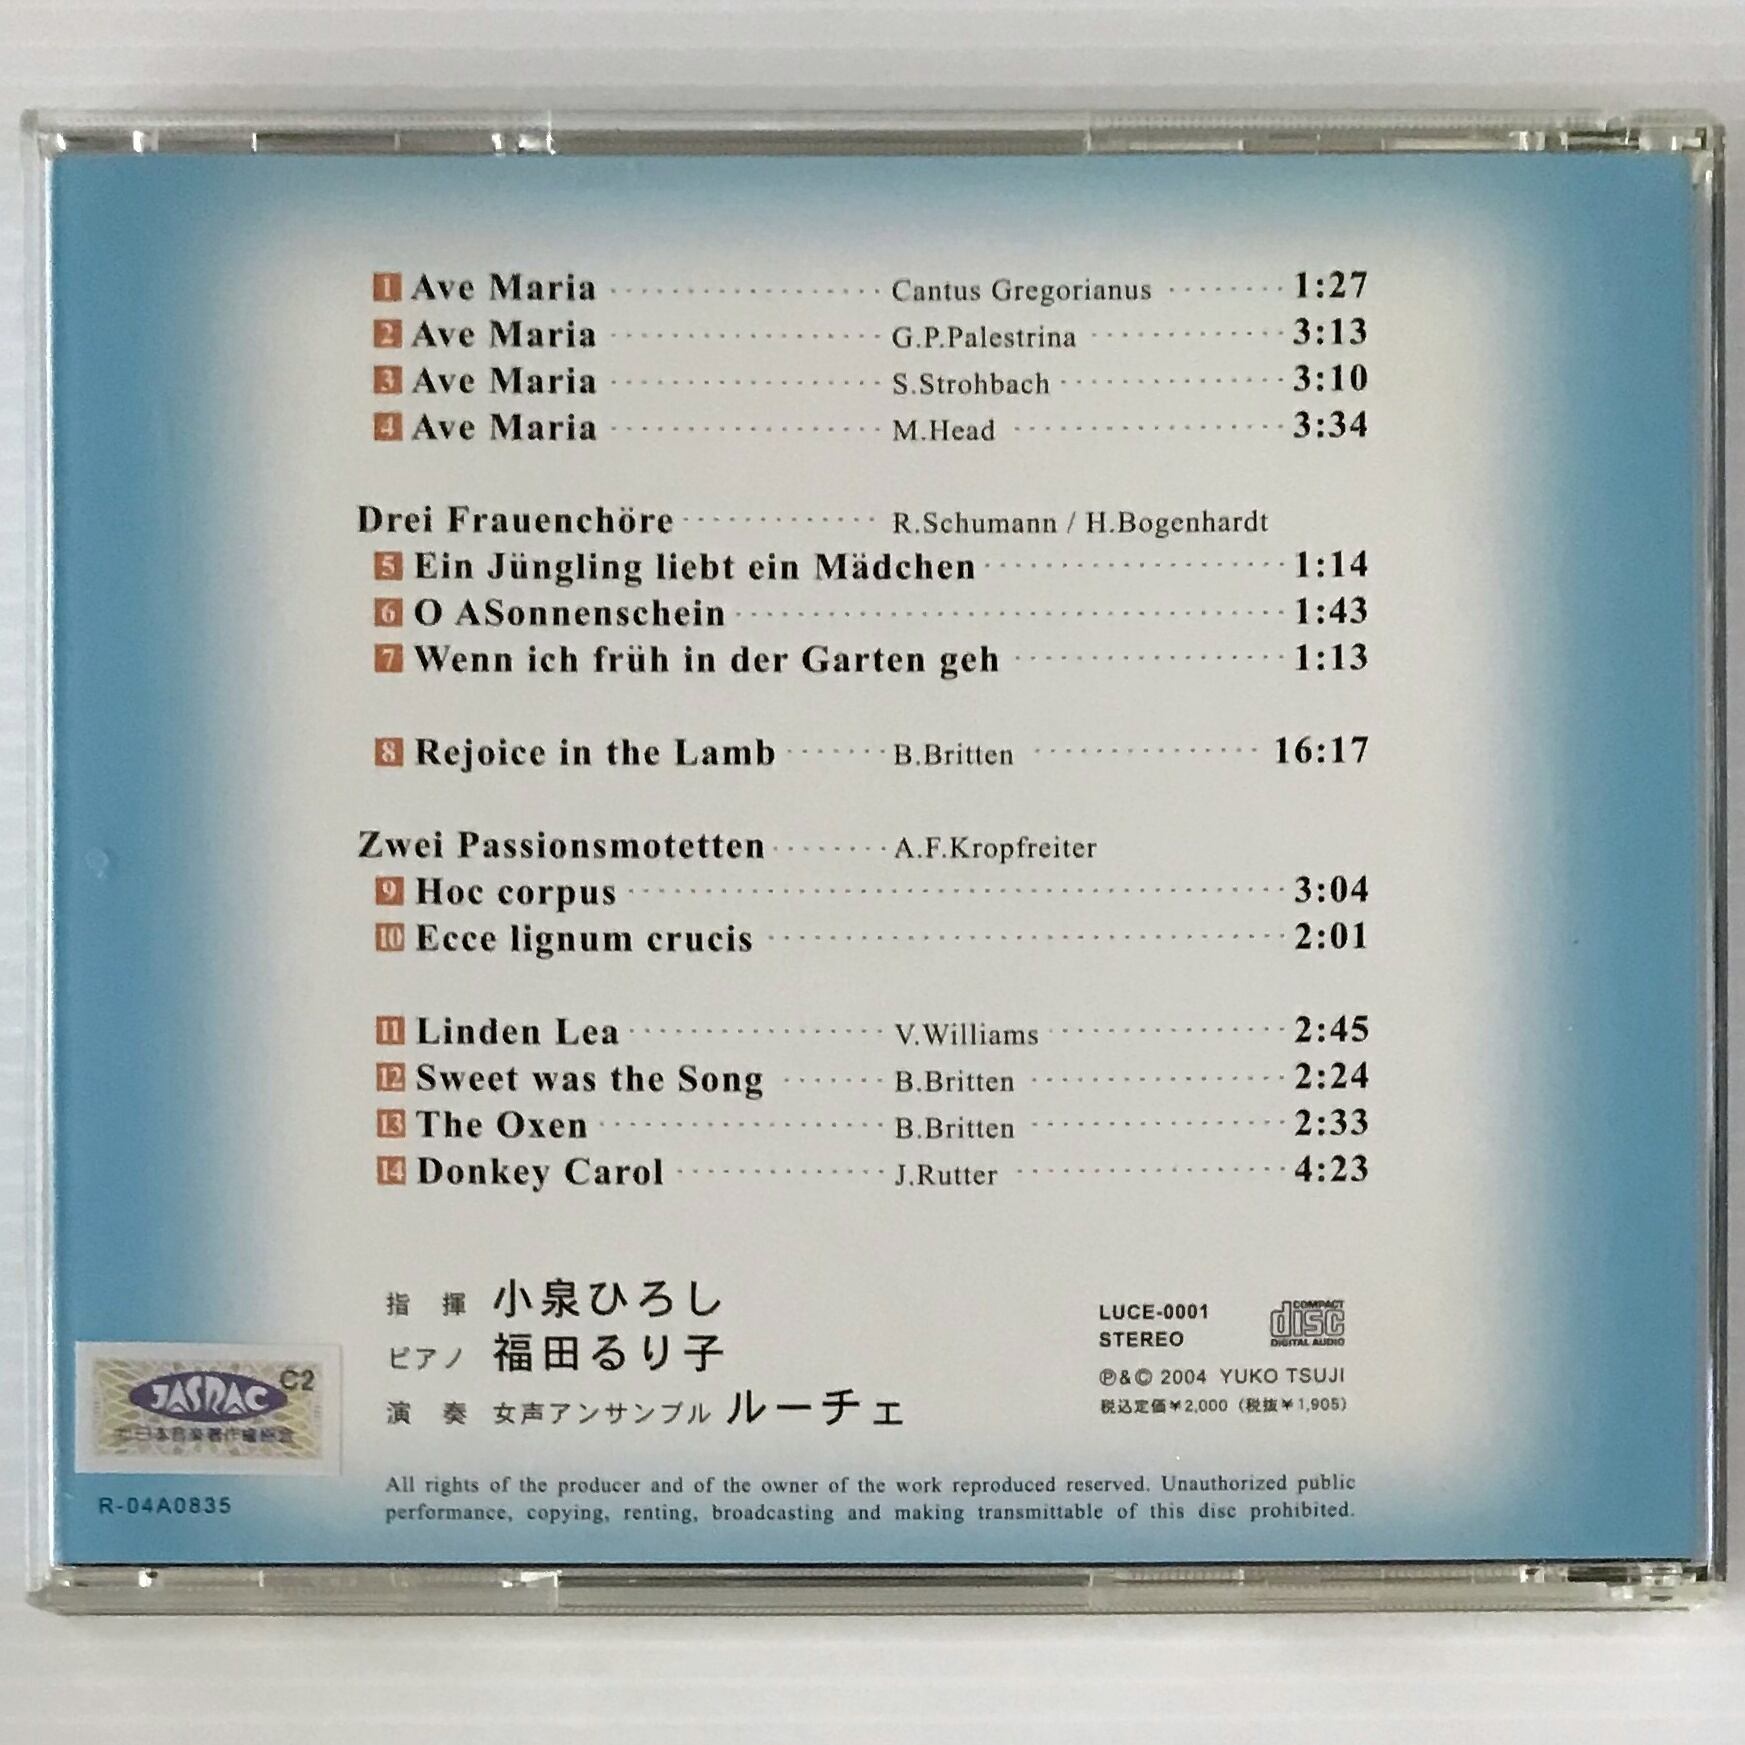 1 Ave Maria Cantus Gregorianus 1:27
2 Ave Maria G.P.Palestrina 3:13
3 Ave Maria S.Strohbach 3:10
4 Ave Maria M.Head 3:34
Drei Frauenchöre R.Schumann / H.Bogenhardt
5 Ein Jüngling liebt ein Mädchen 1:14
6 O ASonnenschein 1:43
7 Wenn ich früh in der Garten geh 1:13
8 Rejoice in the Lamb B.Britten 16:17
Zwei Passionsmotetten A.F.Kropfreiter
9 Hoc corpus 3:04
10 Ecce lignum crucis 2:01
11 Linden Lea V.Williams 2:45
12 Sweet was the Song B.Britten 2:24
13 The Oxen B.Britten 2:33
14 Donkey Carol J.Rutter 4:23
指 揮 小泉ひろし
ピアノ 福田るり子
演 奏 女声アンサンブル ルーチェ
LUCE-0001
STEREO
COMPACT disc DIGITAL AUDIO
Ⓟ&© 2004 YUKO TSUJI
税込定価¥2,000（税抜¥1,905）
JASRAC C2
日本音楽著作権協会
R-04A0835
All rights of the producer and of the owner of the work reproduced reserved. Unauthorized public
performance, copying, renting, broadcasting and making transmittable of this disc prohibited.